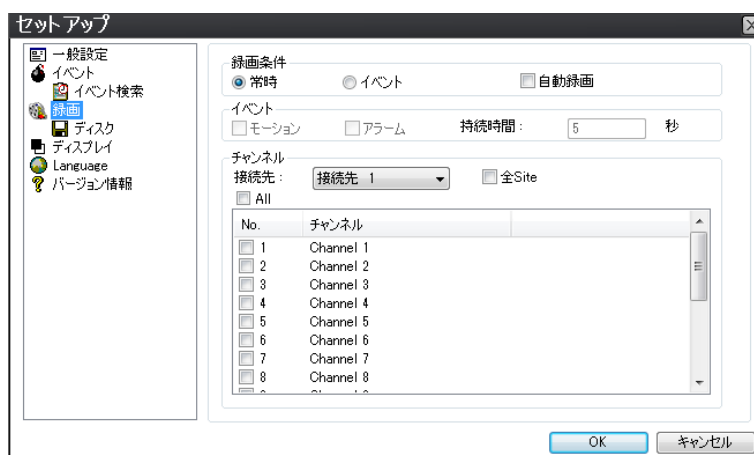 セットアップ
一般設定
イベント
イベント検索
録画
ディスク
ディスプレイ
Language
バージョン情報
録画条件
常時 イベント 自動録画
イベント
モーション アラーム 持続時間 : 5 秒
チャンネル
接続先 : 接続先 1 全Site
All
No. チャンネル
1 Channel 1
2 Channel 2
3 Channel 3
4 Channel 4
5 Channel 5
6 Channel 6
7 Channel 7
8 Channel 8
OK キャンセル